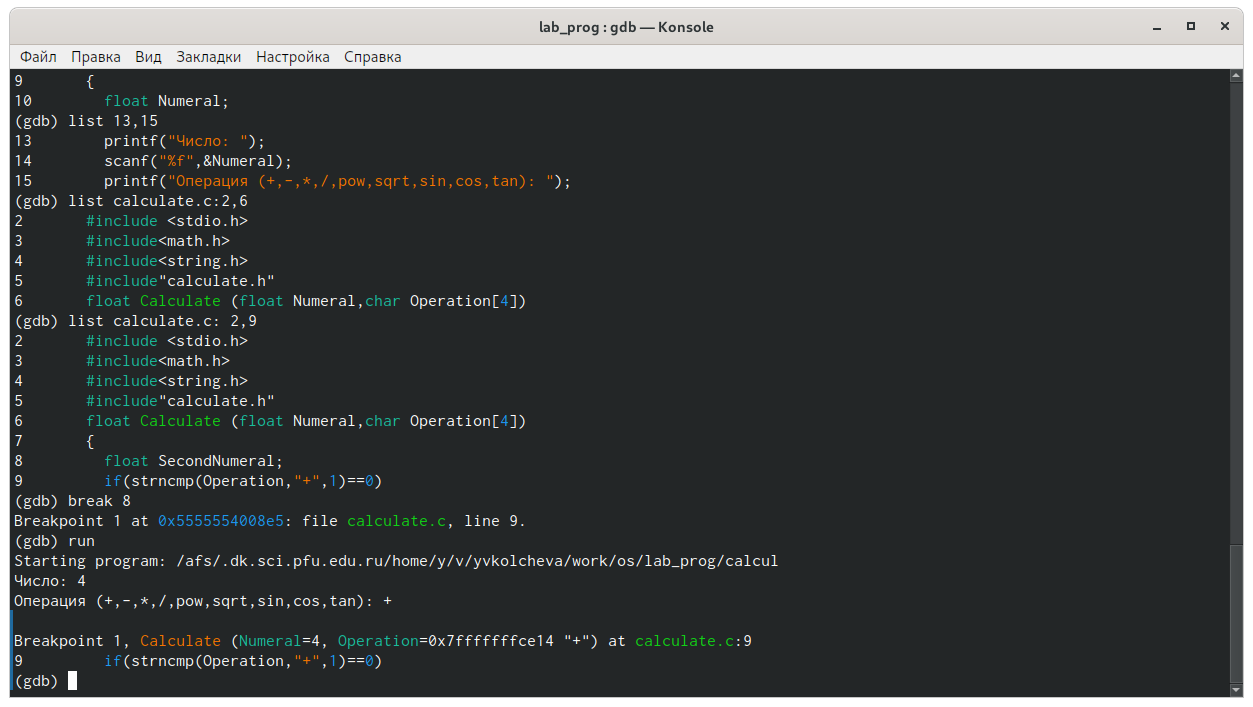 lab_prog : gdb — Konsole
Файл Правка Вид Закладки Настройка Справка
9 {
10 float Numeral;
(gdb) list 13,15
13 printf("Число: ");
14 scanf("%f",&Numeral);
15 printf("Операция (+,-,*,/,pow,sqrt,sin,cos,tan): ");
(gdb) list calculate.c:2,6
2 #include <stdio.h>
3 #include<math.h>
4 #include<string.h>
5 #include"calculate.h"
6 float Calculate (float Numeral,char Operation[4])
(gdb) list calculate.c: 2,9
2 #include <stdio.h>
3 #include<math.h>
4 #include<string.h>
5 #include"calculate.h"
6 float Calculate (float Numeral,char Operation[4])
7 {
8 float SecondNumeral;
9 if(strncmp(Operation,"+",1)==0)
(gdb) break 8
Breakpoint 1 at 0x5555554008e5: file calculate.c, line 9.
(gdb) run
Starting program: /afs/.dk.sci.pfu.edu.ru/home/y/v/yvkolcheva/work/os/lab_prog/calcul
Число: 4
Операция (+,-,*,/,pow,sqrt,sin,cos,tan): +
Breakpoint 1, Calculate (Numeral=4, Operation=0x7fffffffce14 "+") at calculate.c:9
9 if(strncmp(Operation,"+",1)==0)
(gdb)